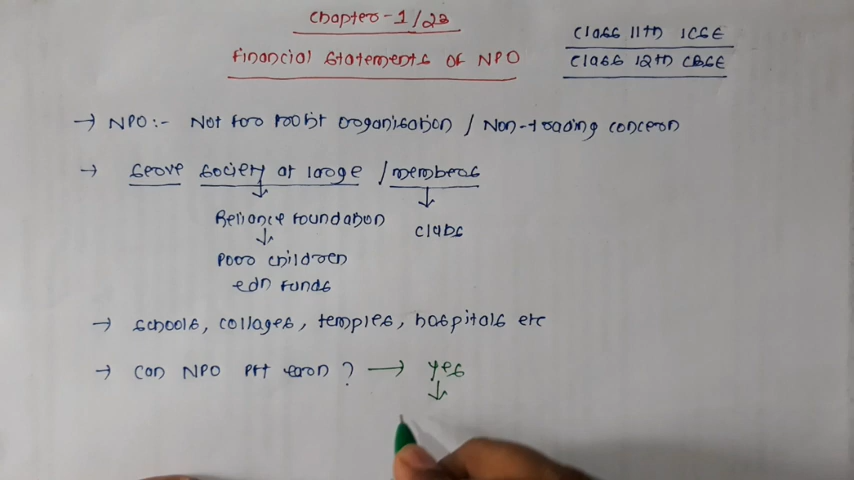 Chapter-1/23
Financial Statements of NPO
Class 11th ICSE
Class 12th CBSE
→ NPO:- Not for Profit organisation / Non-trading concern
→ Serve society at large / members
Reliance foundation
clubs
Poor children
edn funds
→ schools, collages, temples, hospitals etc
→ Can NPO Pft earn ? → yes